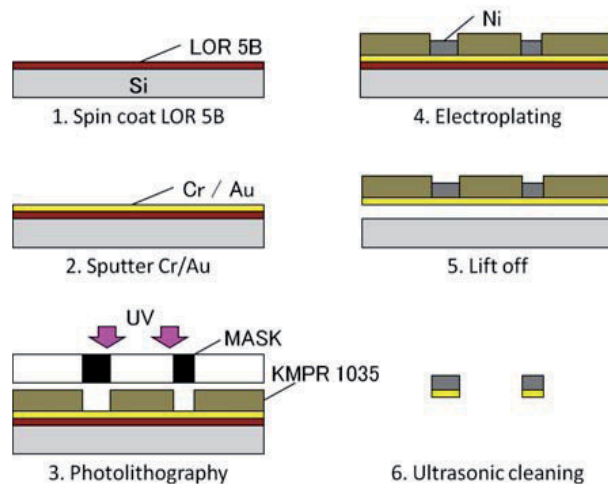 LOR 5B
Si
1. Spin coat LOR 5B
Cr / Au
2. Sputter Cr/Au
UV
MASK
KMPR 1035
3. Photolithography
Ni
4. Electroplating
5. Lift off
6. Ultrasonic cleaning